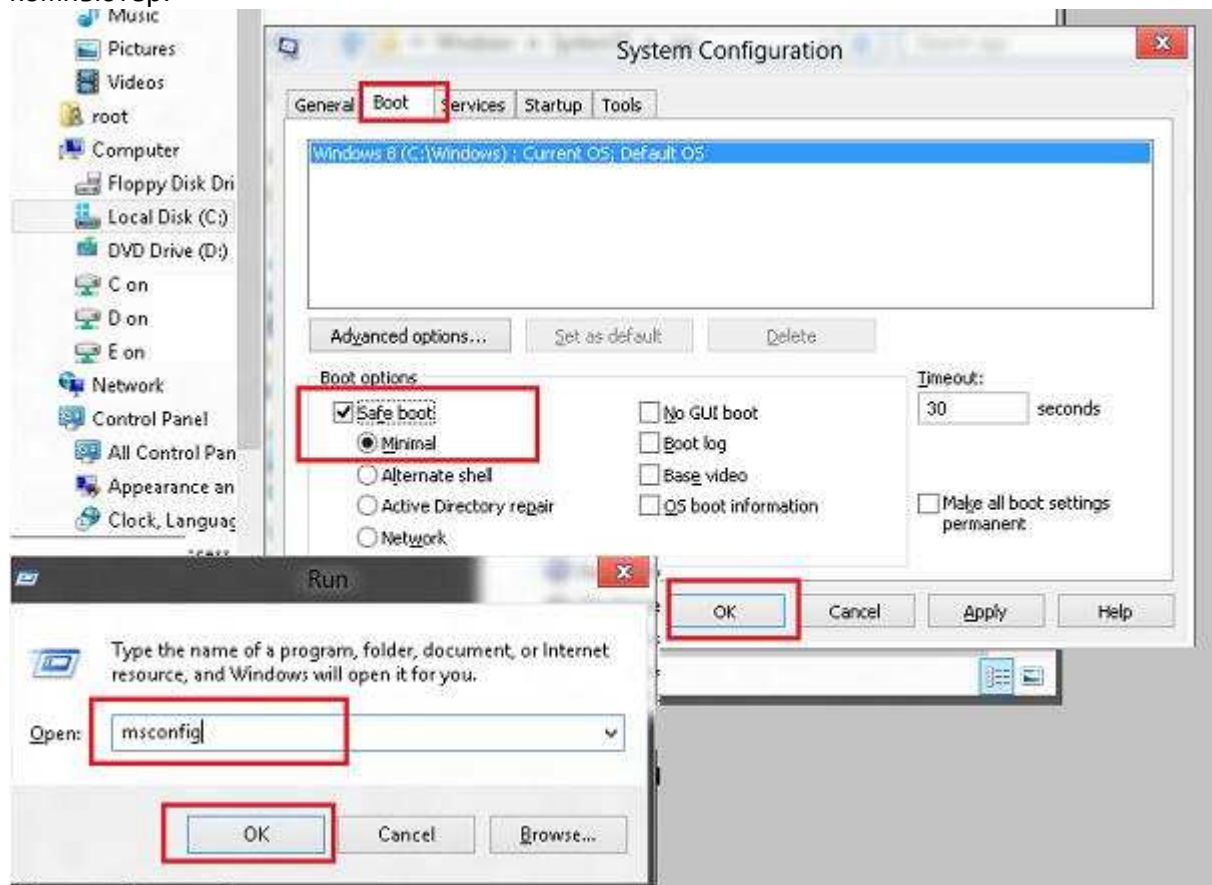 компьютер.
Music
Pictures
Videos
root
Computer
Floppy Disk Dri
Local Disk (C:)
DVD Drive (D:)
C on
D on
E on
Network
Control Panel
All Control Pan
Appearance an
Clock, Languag
System Configuration
General Boot Services Startup Tools
Windows 8 (C:\Windows) : Current OS; Default OS
Advanced options... Set as default Delete
Boot options
Safe boot
Minimal
Alternate shell
Active Directory repair
Network
No GUI boot
Boot log
Base video
OS boot information
Timeout:
30 seconds
Make all boot settings
permanent
OK Cancel Apply Help
Run
Type the name of a program, folder, document, or Internet
resource, and Windows will open it for you.
Open: msconfig
OK Cancel Browse...